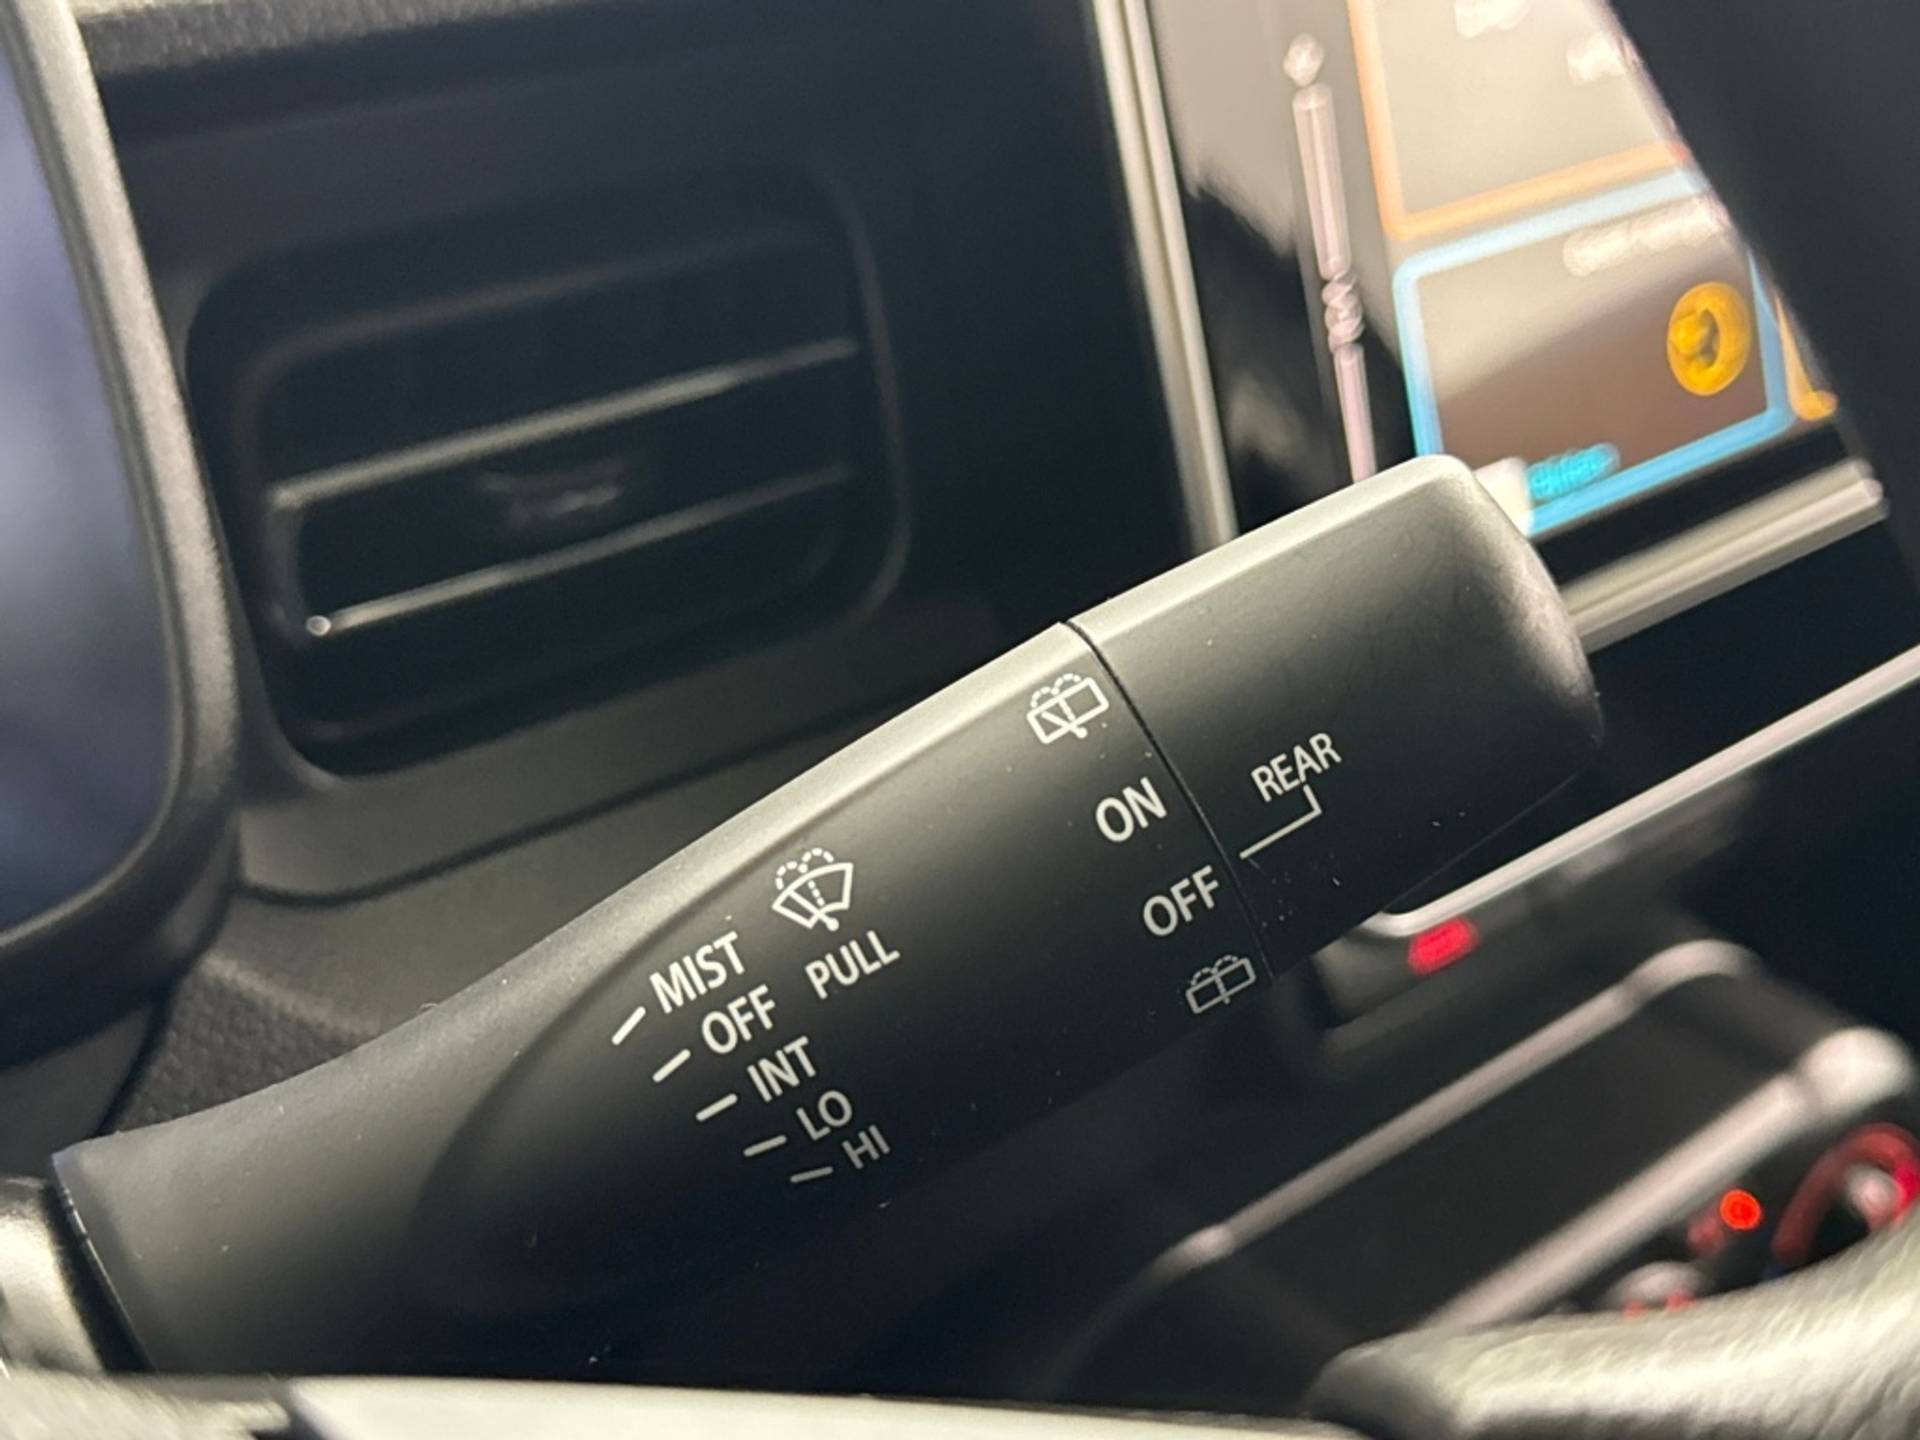 REAR
ON
OFF
MIST
OFF PULL
INT
LO
HI